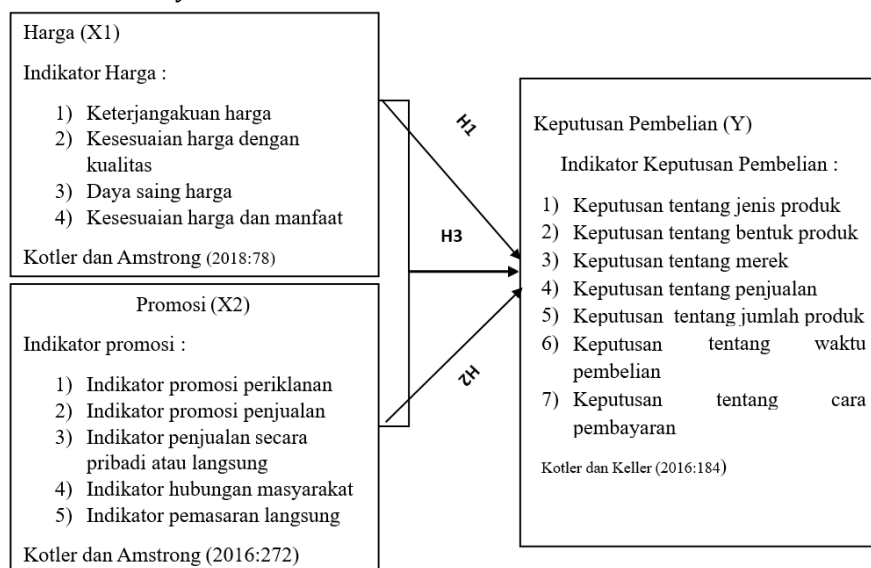 Harga (X1)
Indikator Harga :
1) Keterjangkauan harga
2) Kesesuaian harga dengan
kualitas
3) Daya saing harga
4) Kesesuaian harga dan manfaat
Kotler dan Amstrong (2018:78)
Promosi (X2)
Indikator promosi :
1) Indikator promosi periklanan
2) Indikator promosi penjualan
3) Indikator penjualan secara
pribadi atau langsung
4) Indikator hubungan masyarakat
5) Indikator pemasaran langsung
Kotler dan Amstrong (2016:272)
H1
H3
H2
Keputusan Pembelian (Y)
Indikator Keputusan Pembelian :
1) Keputusan tentang jenis produk
2) Keputusan tentang bentuk produk
3) Keputusan tentang merek
4) Keputusan tentang penjualan
5) Keputusan tentang jumlah produk
6) Keputusan tentang waktu
pembelian
7) Keputusan tentang cara
pembayaran
Kotler dan Keller (2016:184)